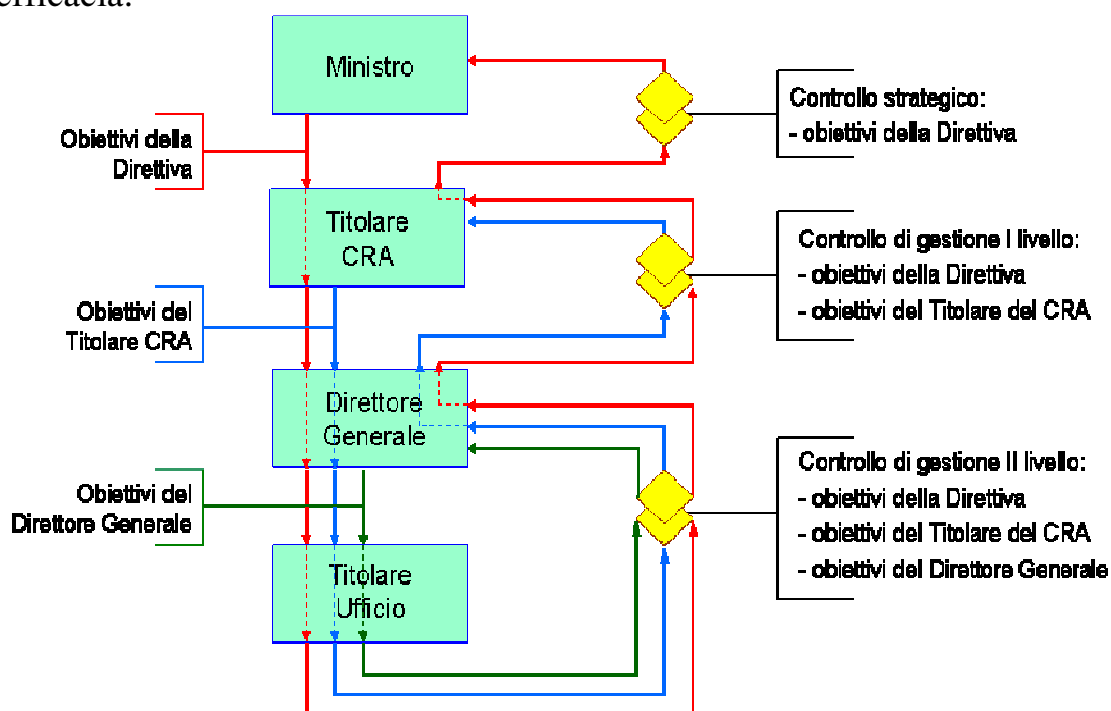 efficacia.
Ministro
Controllo strategico:
- obiettivi della Direttiva
Obiettivi della
Direttiva
Titolare
CRA
Controllo di gestione I livello:
- obiettivi della Direttiva
- obiettivi del Titolare del CRA
Obiettivi del
Titolare CRA
Direttore
Generale
Controllo di gestione II livello:
- obiettivi della Direttiva
- obiettivi del Titolare del CRA
- obiettivi del Direttore Generale
Obiettivi del
Direttore Generale
Titolare
Ufficio